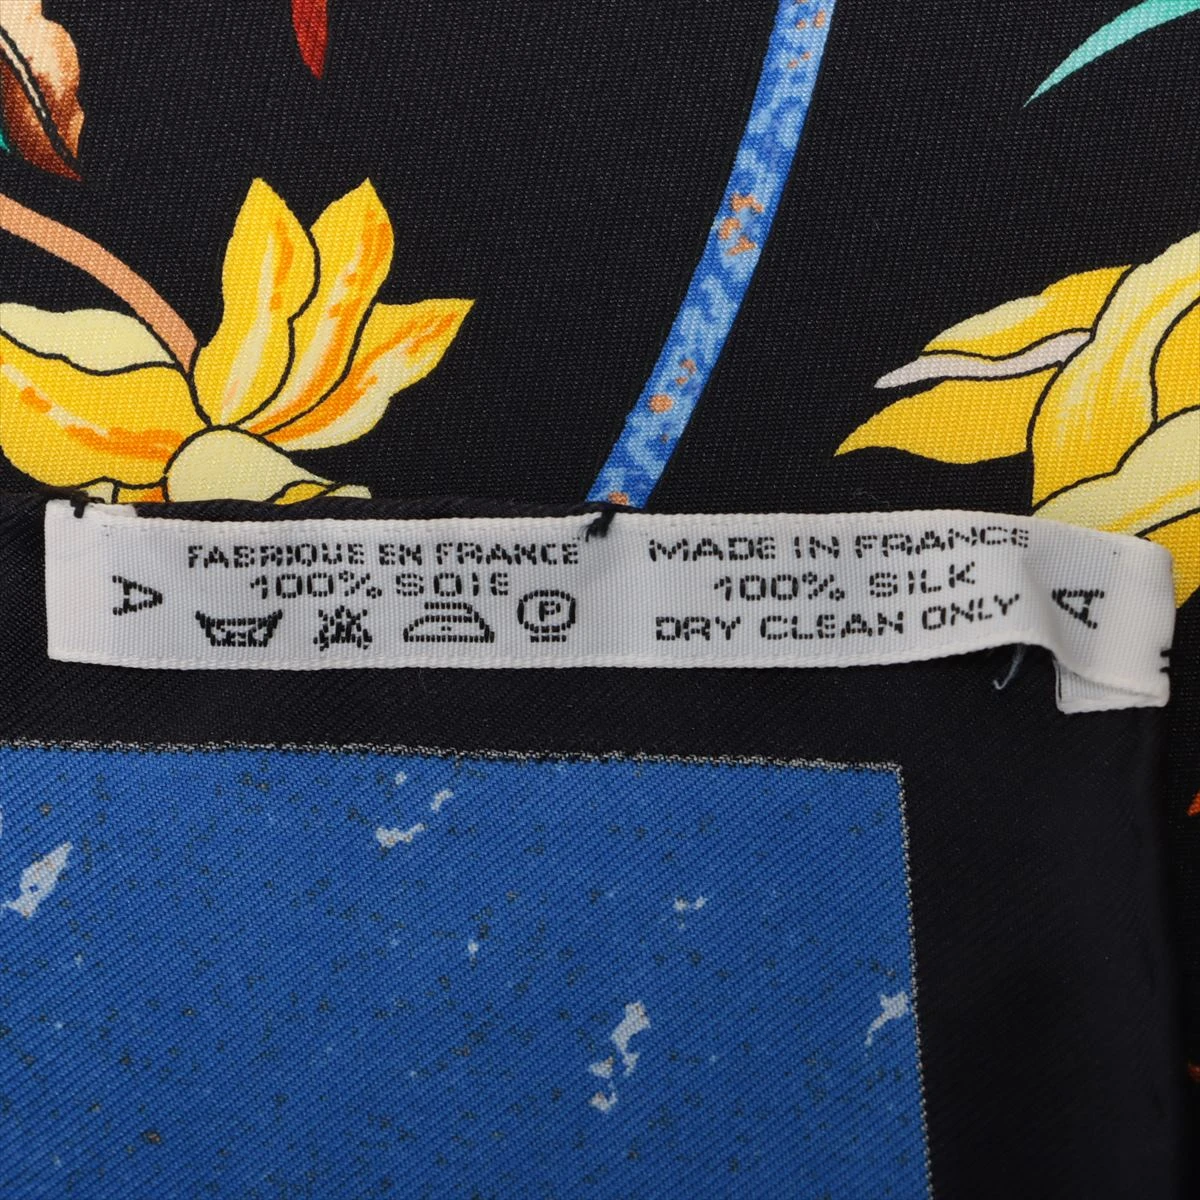 A
FABRIQUE EN FRANCE
100% SOIE
P
MADE IN FRANCE
100% SILK
DRY CLEAN ONLY
A